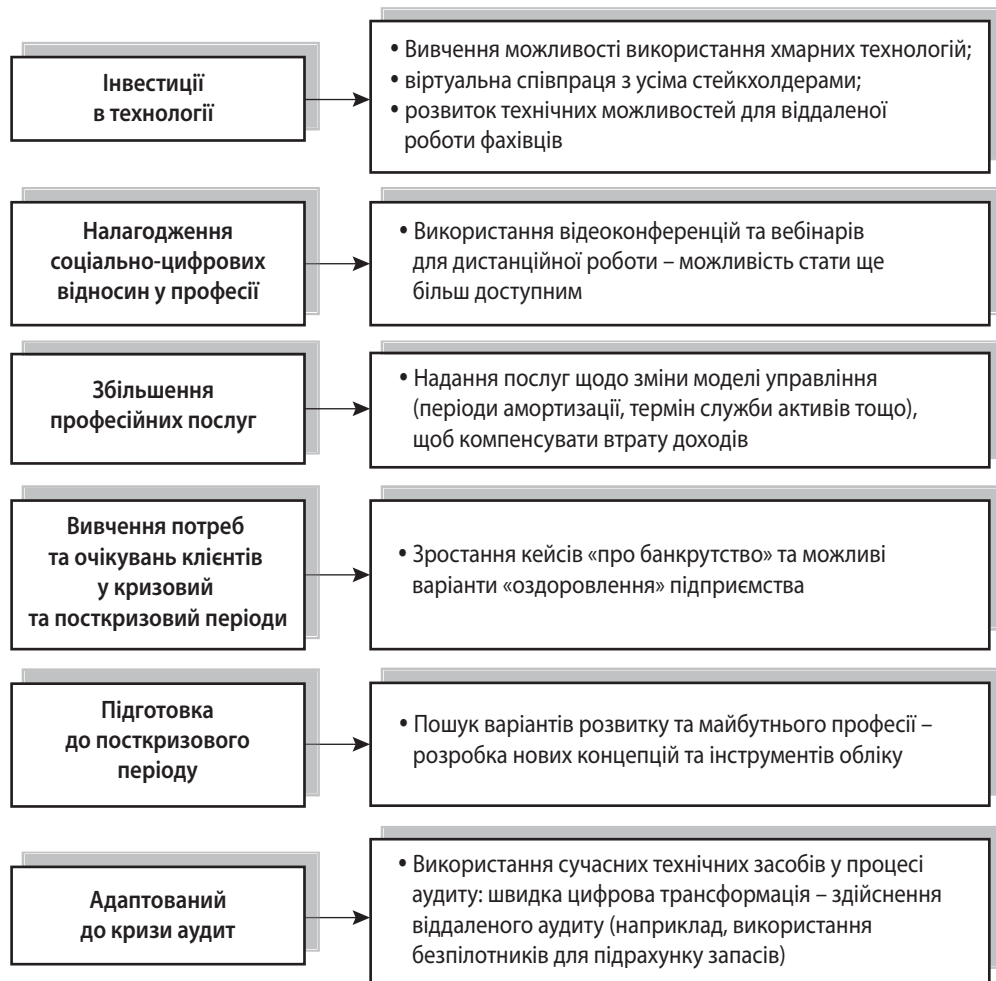 Інвестиції
в технології
• Вивчення можливості використання хмарних технологій;
• віртуальна співпраця з усіма стейкхолдерами;
• розвиток технічних можливостей для віддаленої
роботи фахівців
Налагодження
соціально-цифрових
відносин у професії
• Використання відеоконференцій та вебінарів
для дистанційної роботи – можливість стати ще
більш доступним
Збільшення
професійних послуг
• Надання послуг щодо зміни моделі управління
(періоди амортизації, термін служби активів тощо),
щоб компенсувати втрату доходів
Вивчення потреб
та очікувань клієнтів
у кризовий
та посткризовий періоди
• Зростання кейсів «про банкрутство» та можливі
варіанти «оздоровлення» підприємства
Підготовка
до посткризового
періоду
• Пошук варіантів розвитку та майбутнього професії –
розробка нових концепцій та інструментів обліку
Адаптований
до кризи аудит
• Використання сучасних технічних засобів у процесі
аудиту: швидка цифрова трансформація – здійснення
віддаленого аудиту (наприклад, використання
безпілотників для підрахунку запасів)